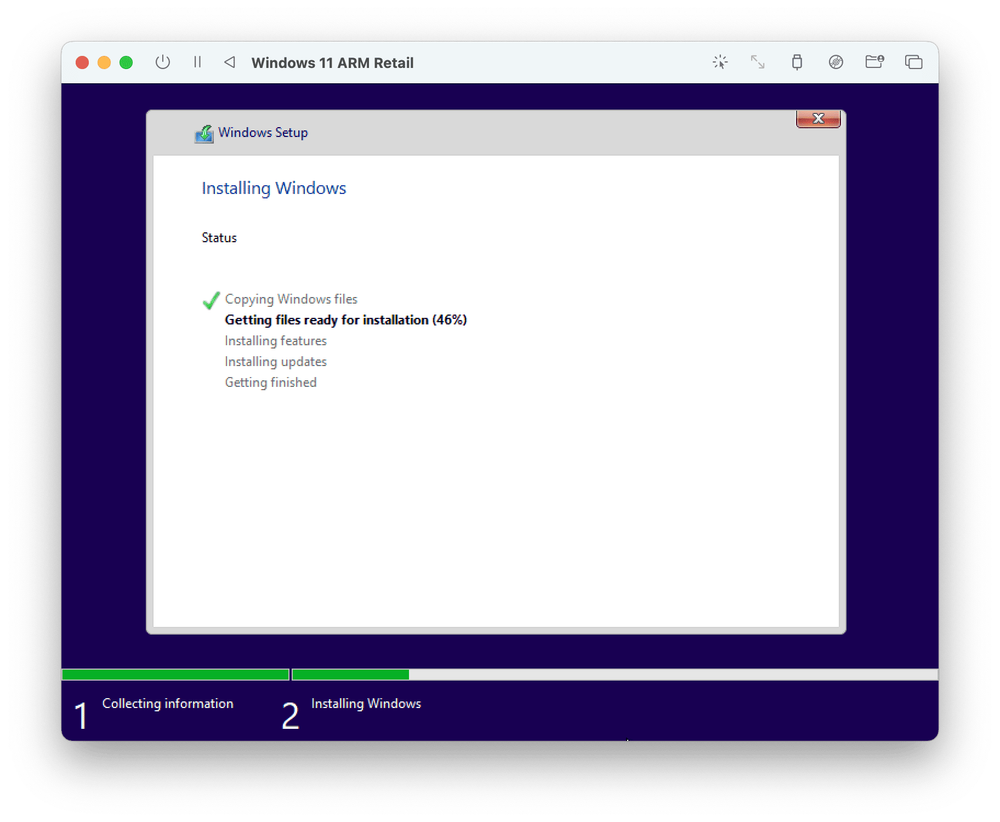 Windows 11 ARM Retail
Windows Setup
Installing Windows
Status
Copying Windows files
Getting files ready for installation (46%)
Installing features
Installing updates
Getting finished
1 Collecting information
2 Installing Windows